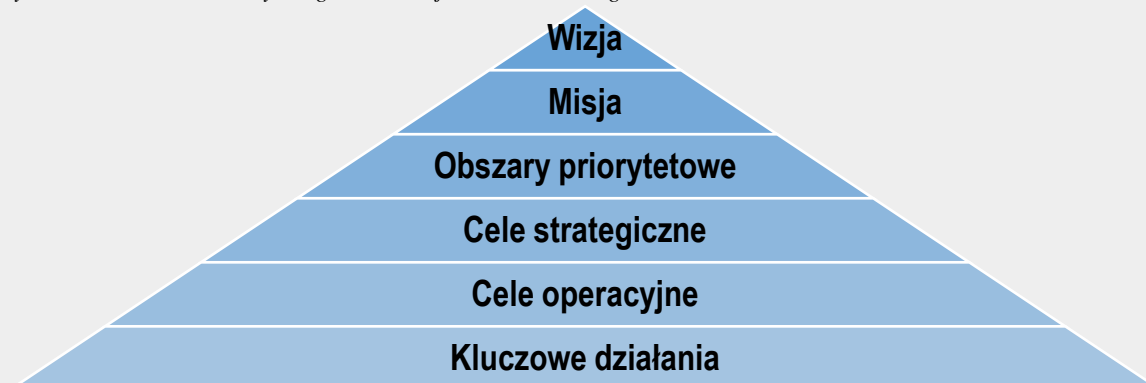 Wizja
Misja
Obszary priorytetowe
Cele strategiczne
Cele operacyjne
Kluczowe działania